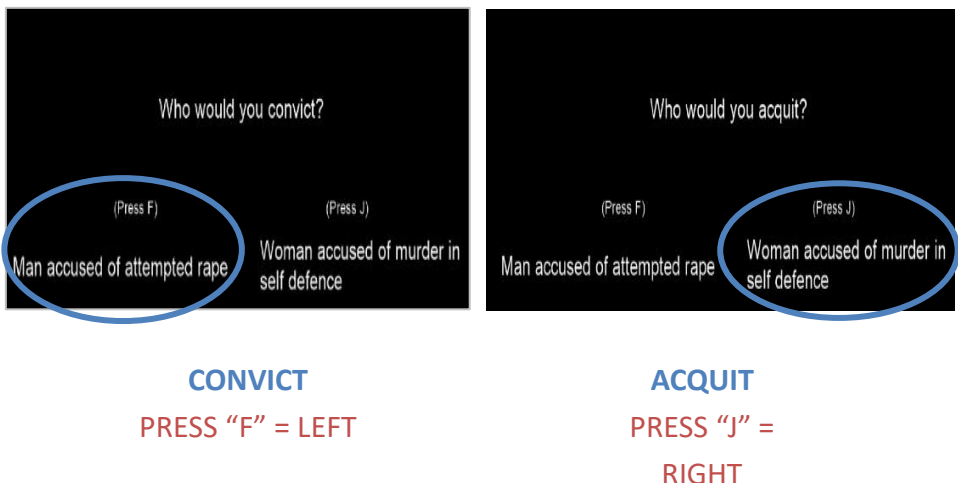 Who would you convict?
(Press F)
(Press J)
Man accused of attempted rape
Woman accused of murder in
self defence
Who would you acquit?
(Press F)
(Press J)
Man accused of attempted rape
Woman accused of murder in
self defence
CONVICT
PRESS “F” = LEFT
ACQUIT
PRESS “J” =
RIGHT